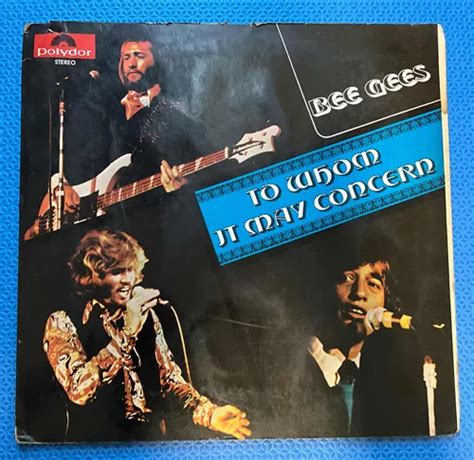 polydor
STEREO
BEE GEES
TO WHOM
IT MAY CONCERN